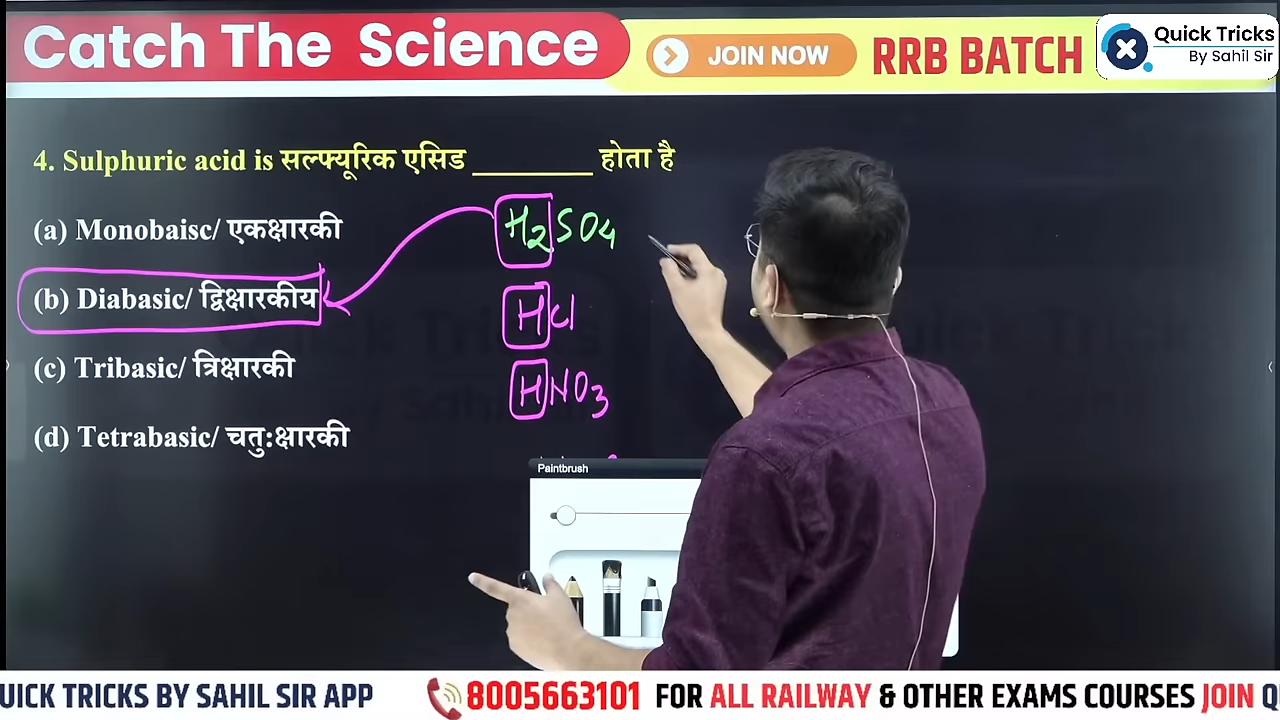 Catch The Science
JOIN NOW
RRB BATCH
Quick Tricks
By Sahil Sir
4. Sulphuric acid is सल्फ्यूरिक एसिड ________ होता है
(a) Monobaisc/ एकक्षारकी
(b) Diabasic/ द्विक्षारकीय
(c) Tribasic/ त्रिक्षारकी
(d) Tetrabasic/ चतु:क्षारकी
H2SO4
HCl
HNO3
Paintbrush
UICK TRICKS BY SAHIL SIR APP
8005663101 FOR ALL RAILWAY & OTHER EXAMS COURSES JOIN Q